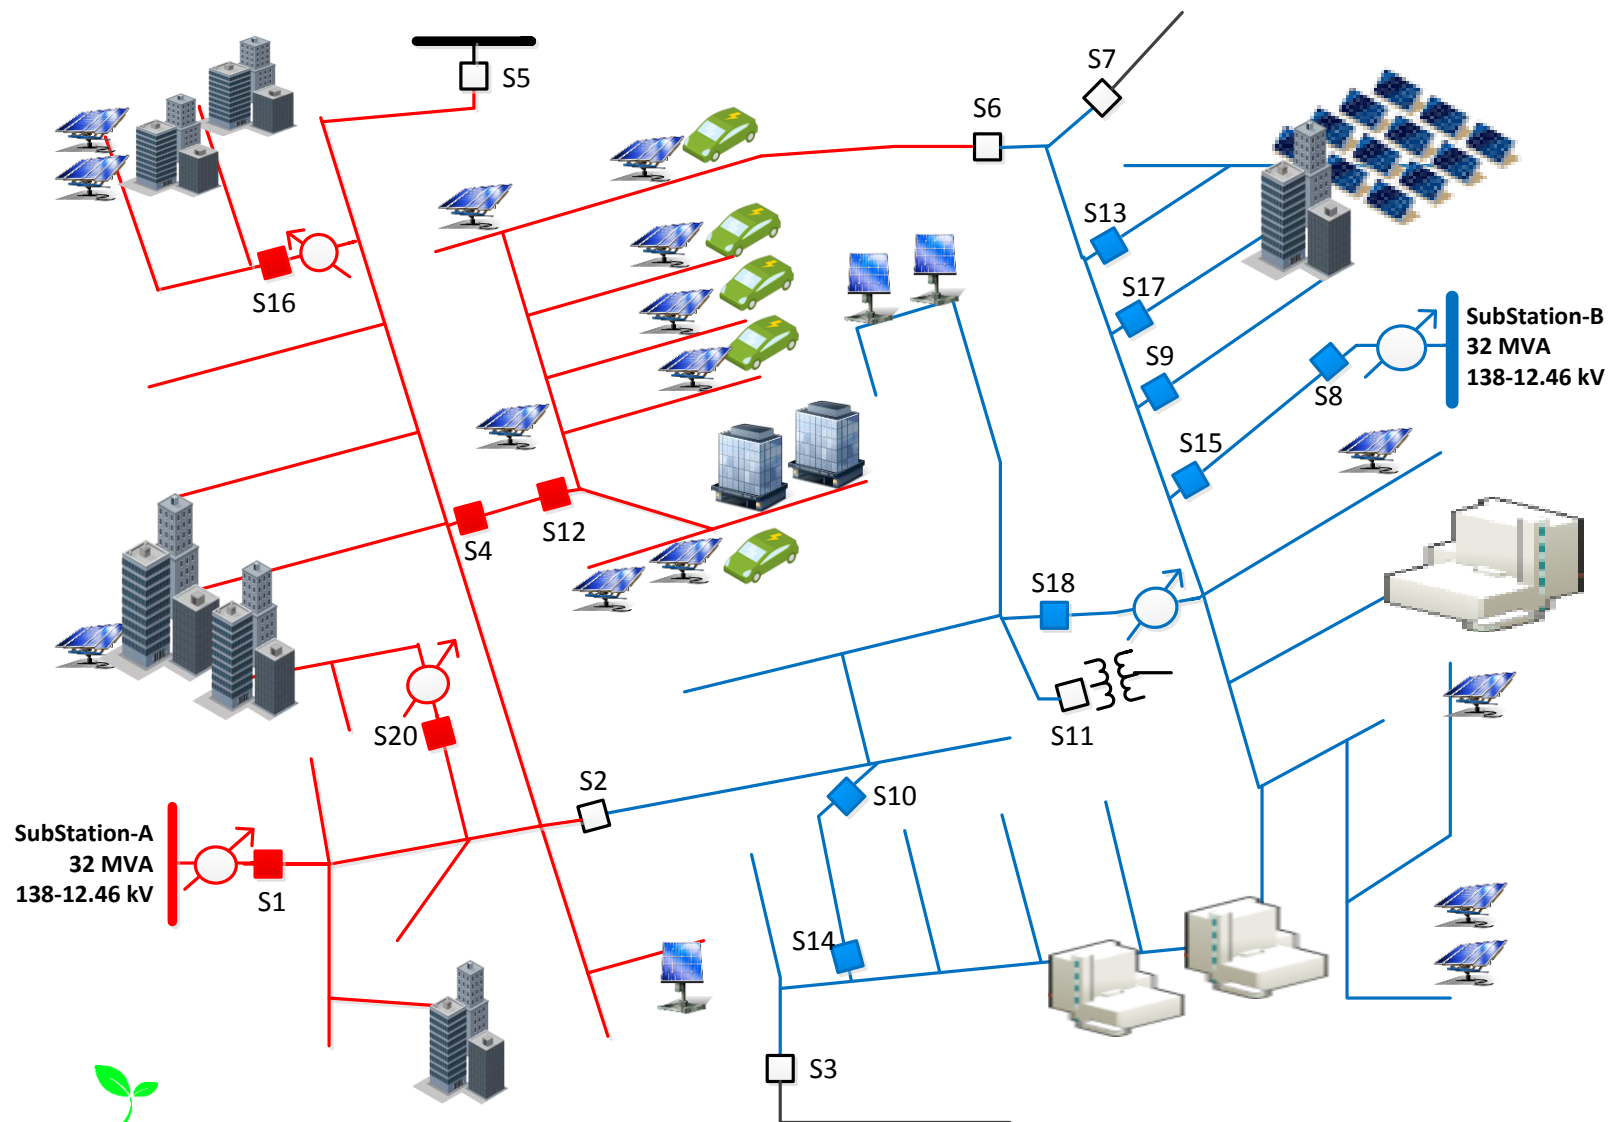 S5
S7
S6
S13
S16
S17
SubStation-B
32 MVA
138-12.46 kV
S9
S8
S15
S4
S12
S18
S11
S20
S2
S10
SubStation-A
32 MVA
138-12.46 kV
S1
S14
S3